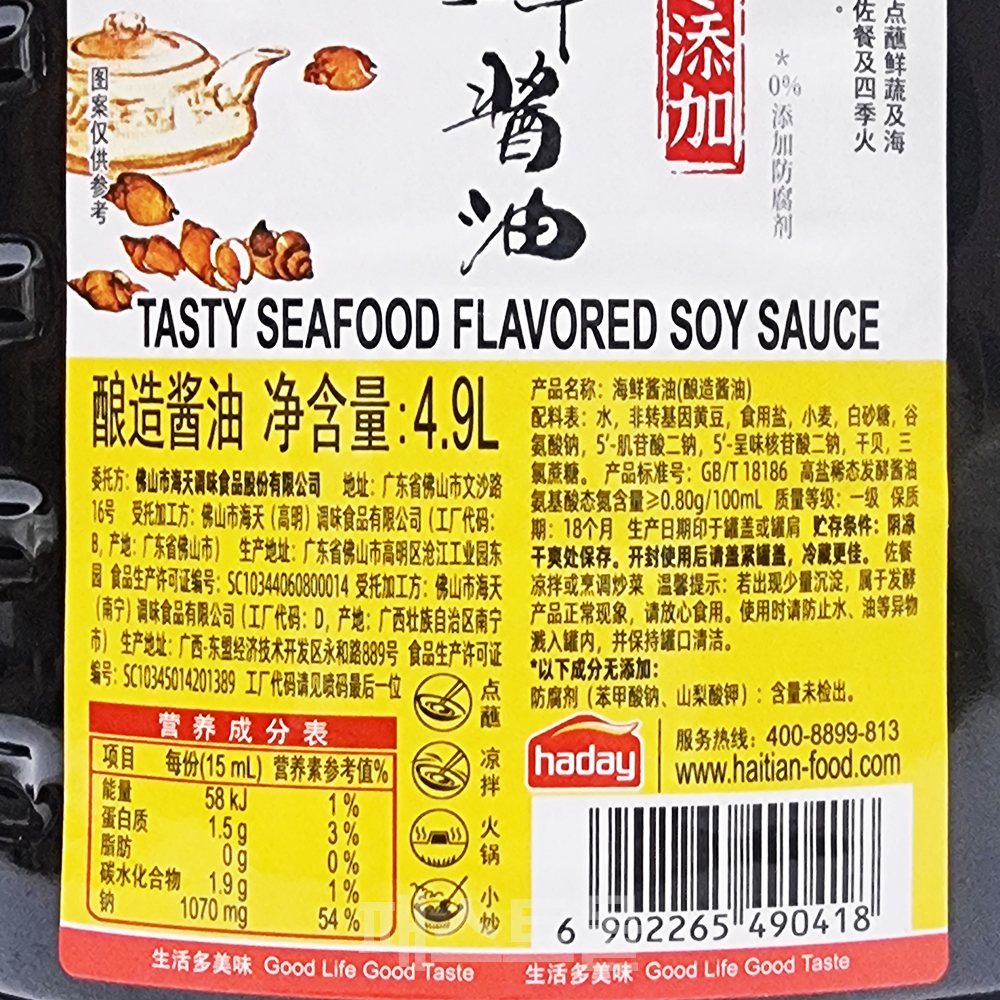 酱油
添加
*0%添加防腐剂
点蘸鲜蔬及海
佐餐及四季火
。
图案仅供参考
TASTY SEAFOOD FLAVORED SOY SAUCE
酿造酱油 净含量:4.9L
委托方：佛山市海天调味食品股份有限公司 地址：广东省佛山市文沙路
16号 受托加工方：佛山市海天（高明）调味食品有限公司（工厂代码：
B，产地：广东省佛山市） 生产地址：广东省佛山市高明区沧江工业园东
园 食品生产许可证编号：SC10344060800014 受托加工方：佛山市海天
（南宁）调味食品有限公司（工厂代码：D，产地：广西壮族自治区南宁
市） 生产地址：广西-东盟经济技术开发区永和路889号 食品生产许可证
编号：SC10345014201389 工厂代码请见喷码最后一位
产品名称：海鲜酱油(酿造酱油)
配料表：水，非转基因黄豆，食用盐，小麦，白砂糖，谷
氨酸钠，5′-肌苷酸二钠，5′-呈味核苷酸二钠，干贝，三
氯蔗糖。 产品标准号：GB/T 18186 高盐稀态发酵酱油
氨基酸态氮含量≥0.80g/100mL 质量等级：一级 保质
期：18个月 生产日期印于罐盖或罐肩 贮存条件：阴凉
干爽处保存。开封使用后请盖紧罐盖，冷藏更佳。 佐餐
凉拌或烹调炒菜 温馨提示：若出现少量沉淀，属于发酵
产品正常现象，请放心食用。使用时请防止水、油等异物
溅入罐内，并保持罐口清洁。
*以下成分无添加：
防腐剂（苯甲酸钠、山梨酸钾）：含量未检出。
营养成分表
项目 每份(15 mL) 营养素参考值%
能量 58 kJ 1%
蛋白质 1.5 g 3%
脂肪 0 g 0%
碳水化合物 1.9 g 1%
钠 1070 mg 54%
点蘸
凉拌
火锅
小炒
haday
服务热线：400-8899-813
www.haitian-food.com
6 902265 490418
生活多美味 Good Life Good Taste
生活多美味 Good Life Good Taste